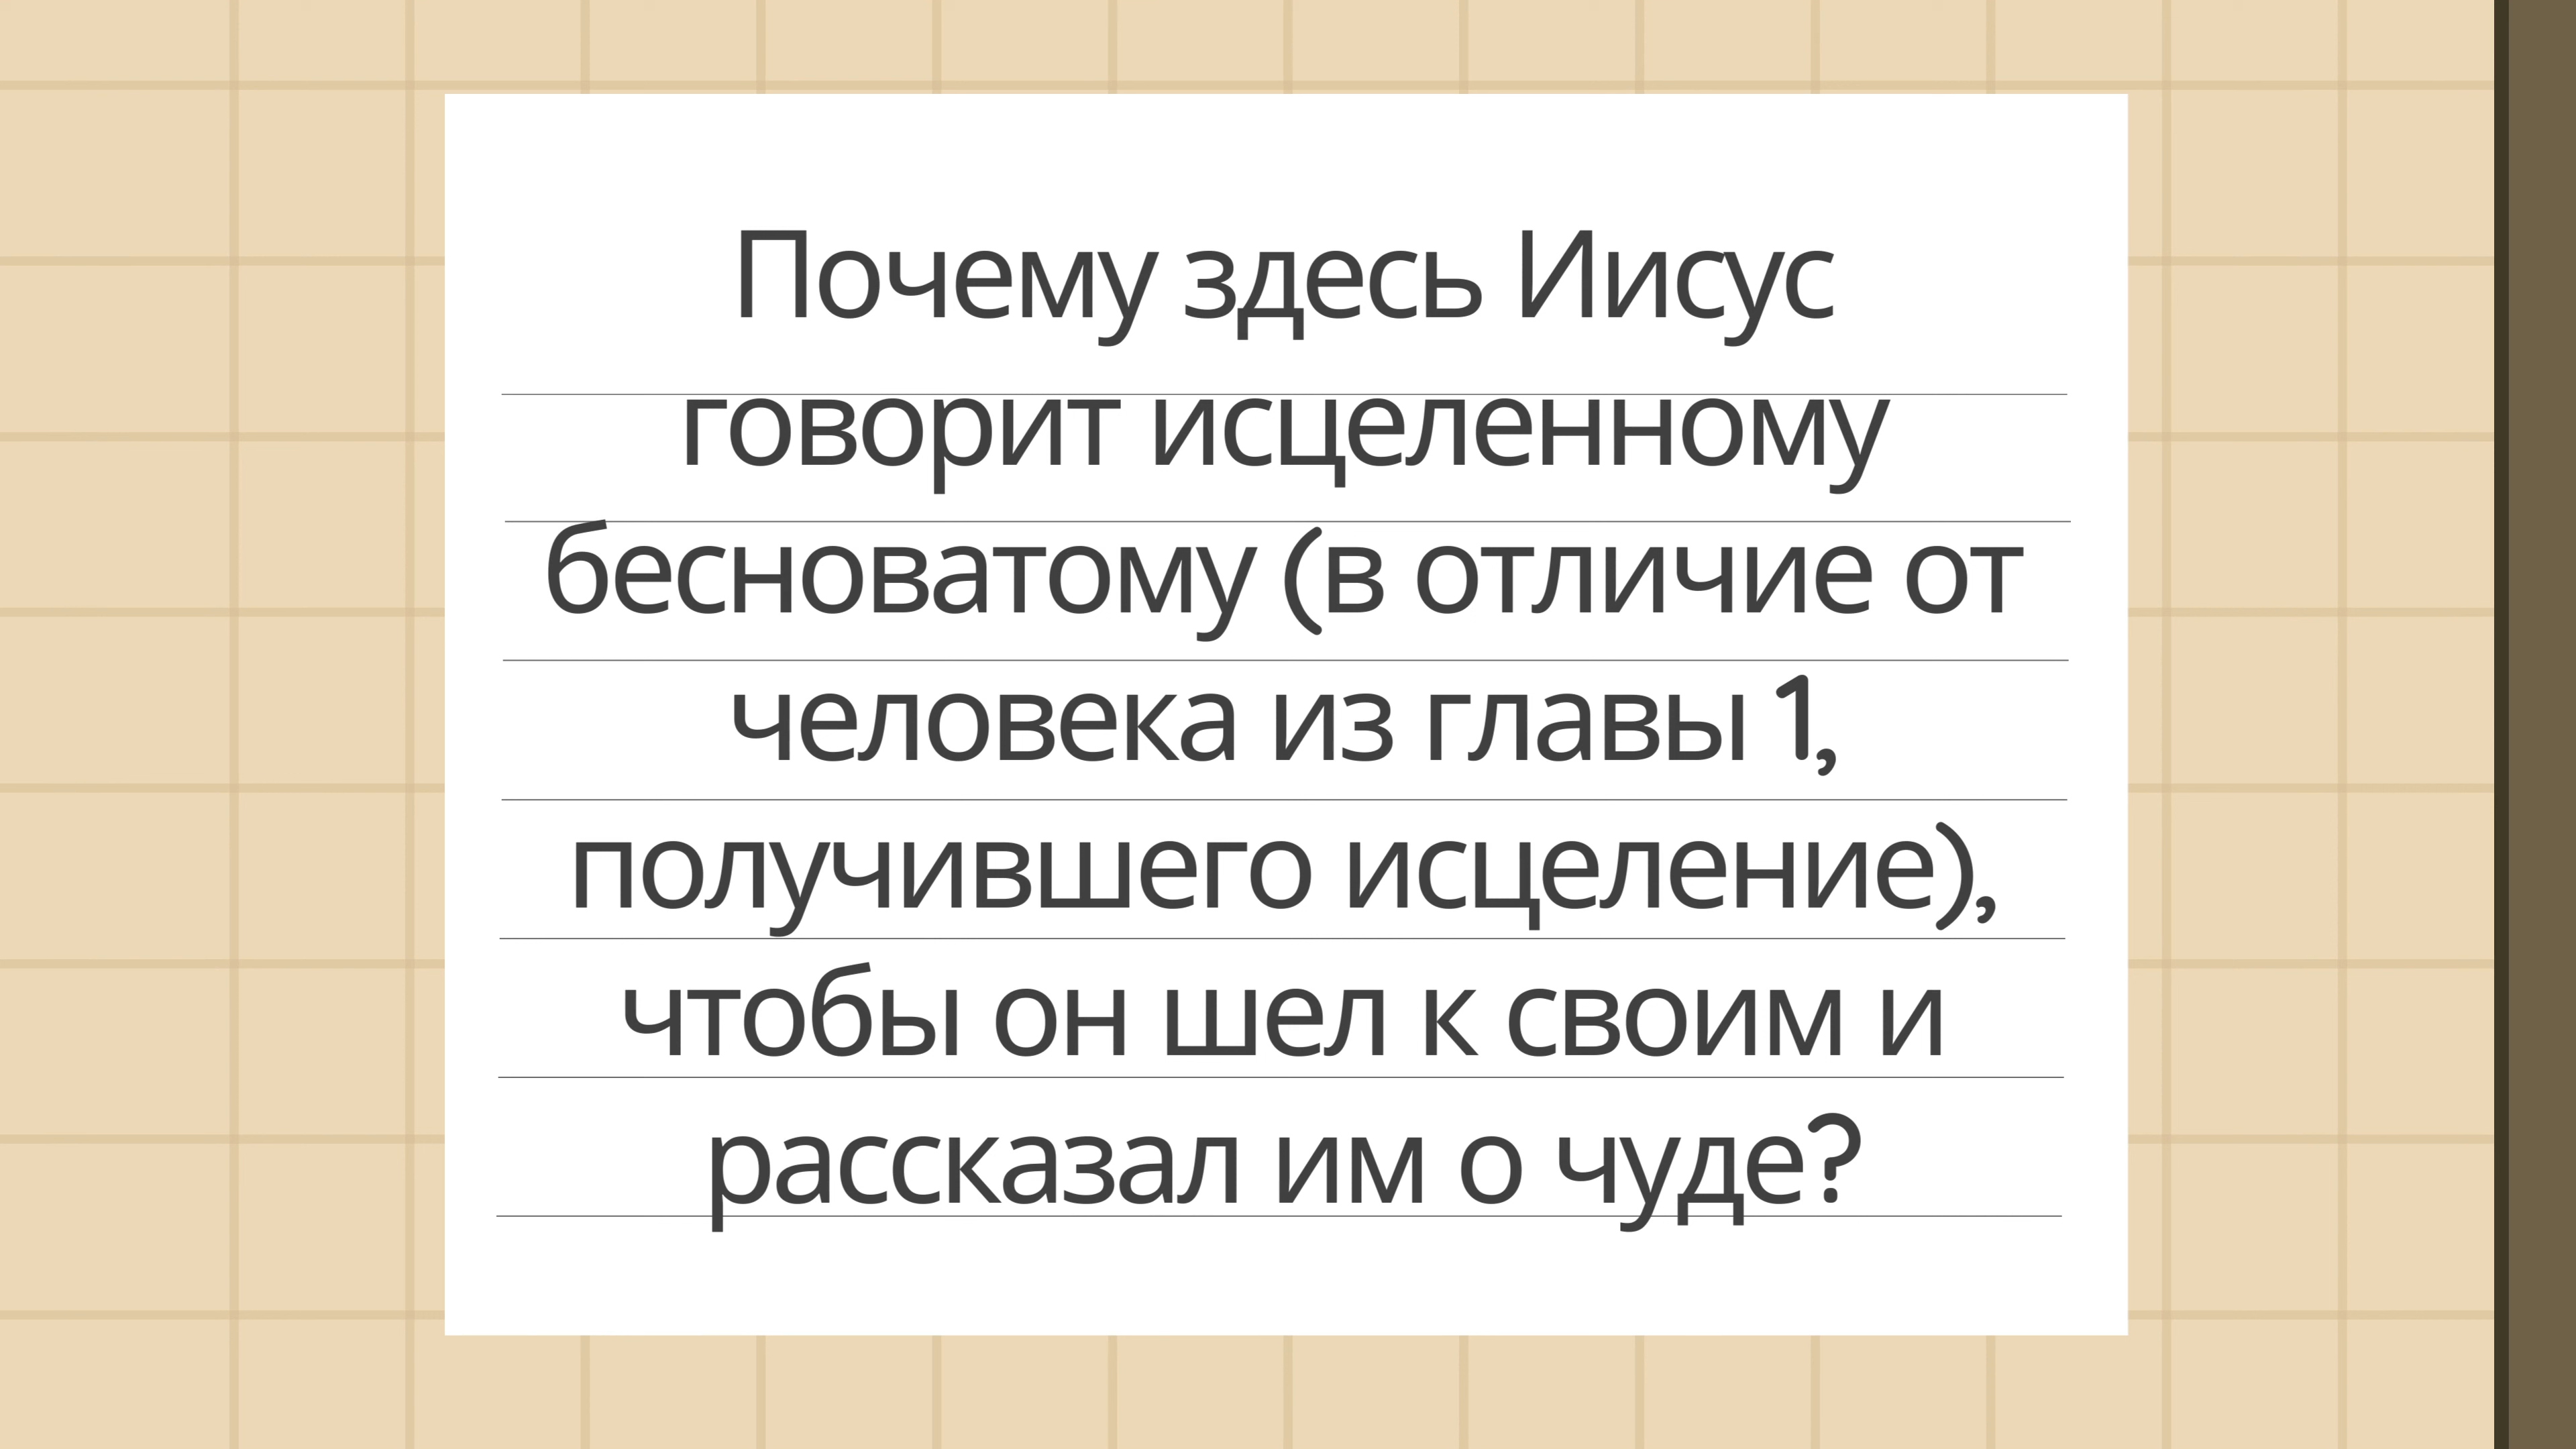 Почему здесь Иисус
говорит исцеленному
бесноватому (в отличие от
человека из главы 1,
получившего исцеление),
чтобы он шел к своим и
рассказал им о чуде?